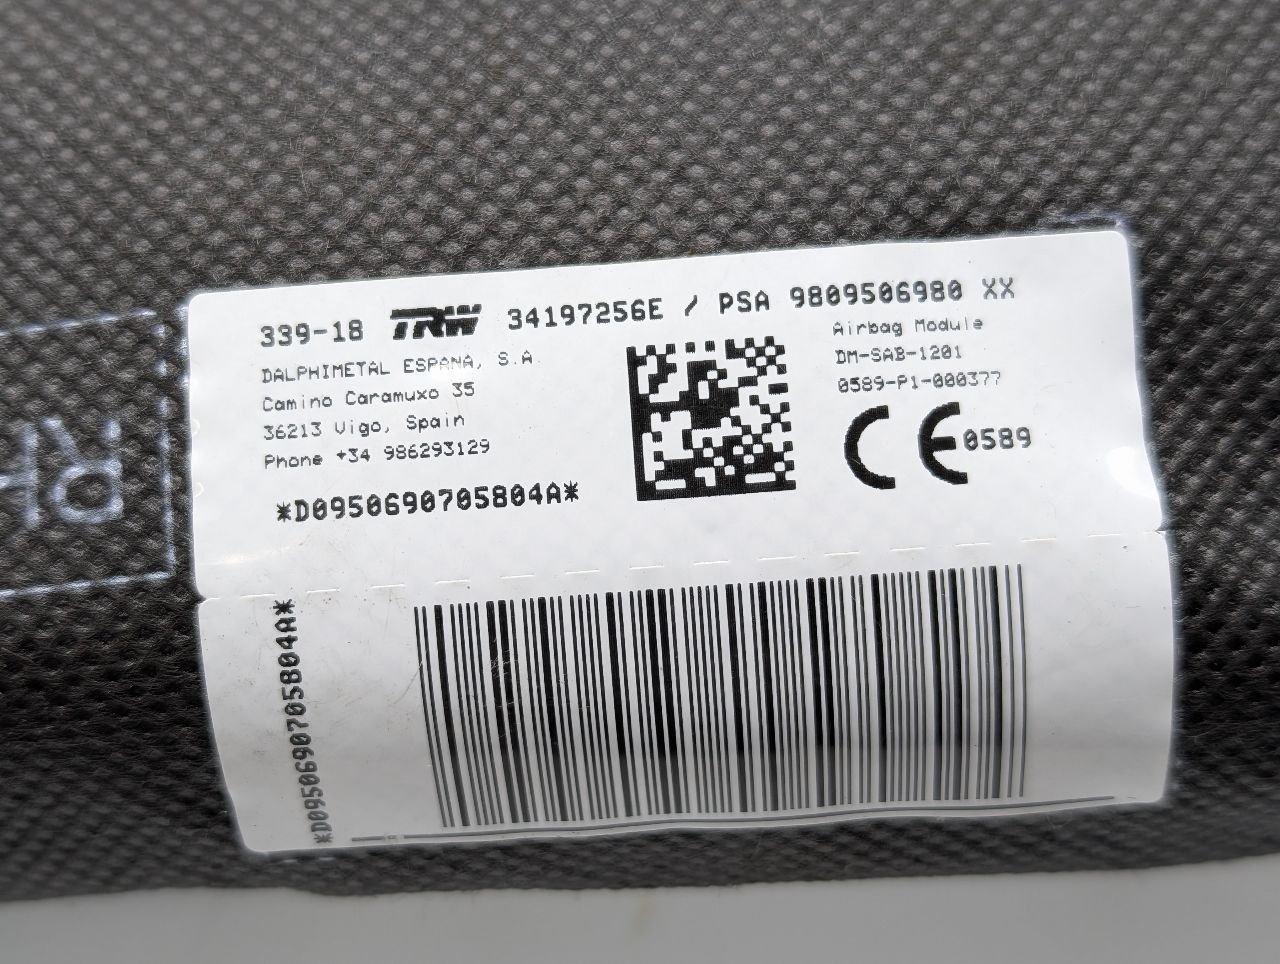 339-18 TRW 34197256E / PSA 9809506980 XX
DALPHIMETAL ESPANA, S.A.
Camino Caramuxo 35
36213 Vigo, Spain
Phone +34 986293129
*D0950690705804A*
Airbag Module
DM-SAB-1201
0589-P1-000377
CE 0589
*D0950690705804A*